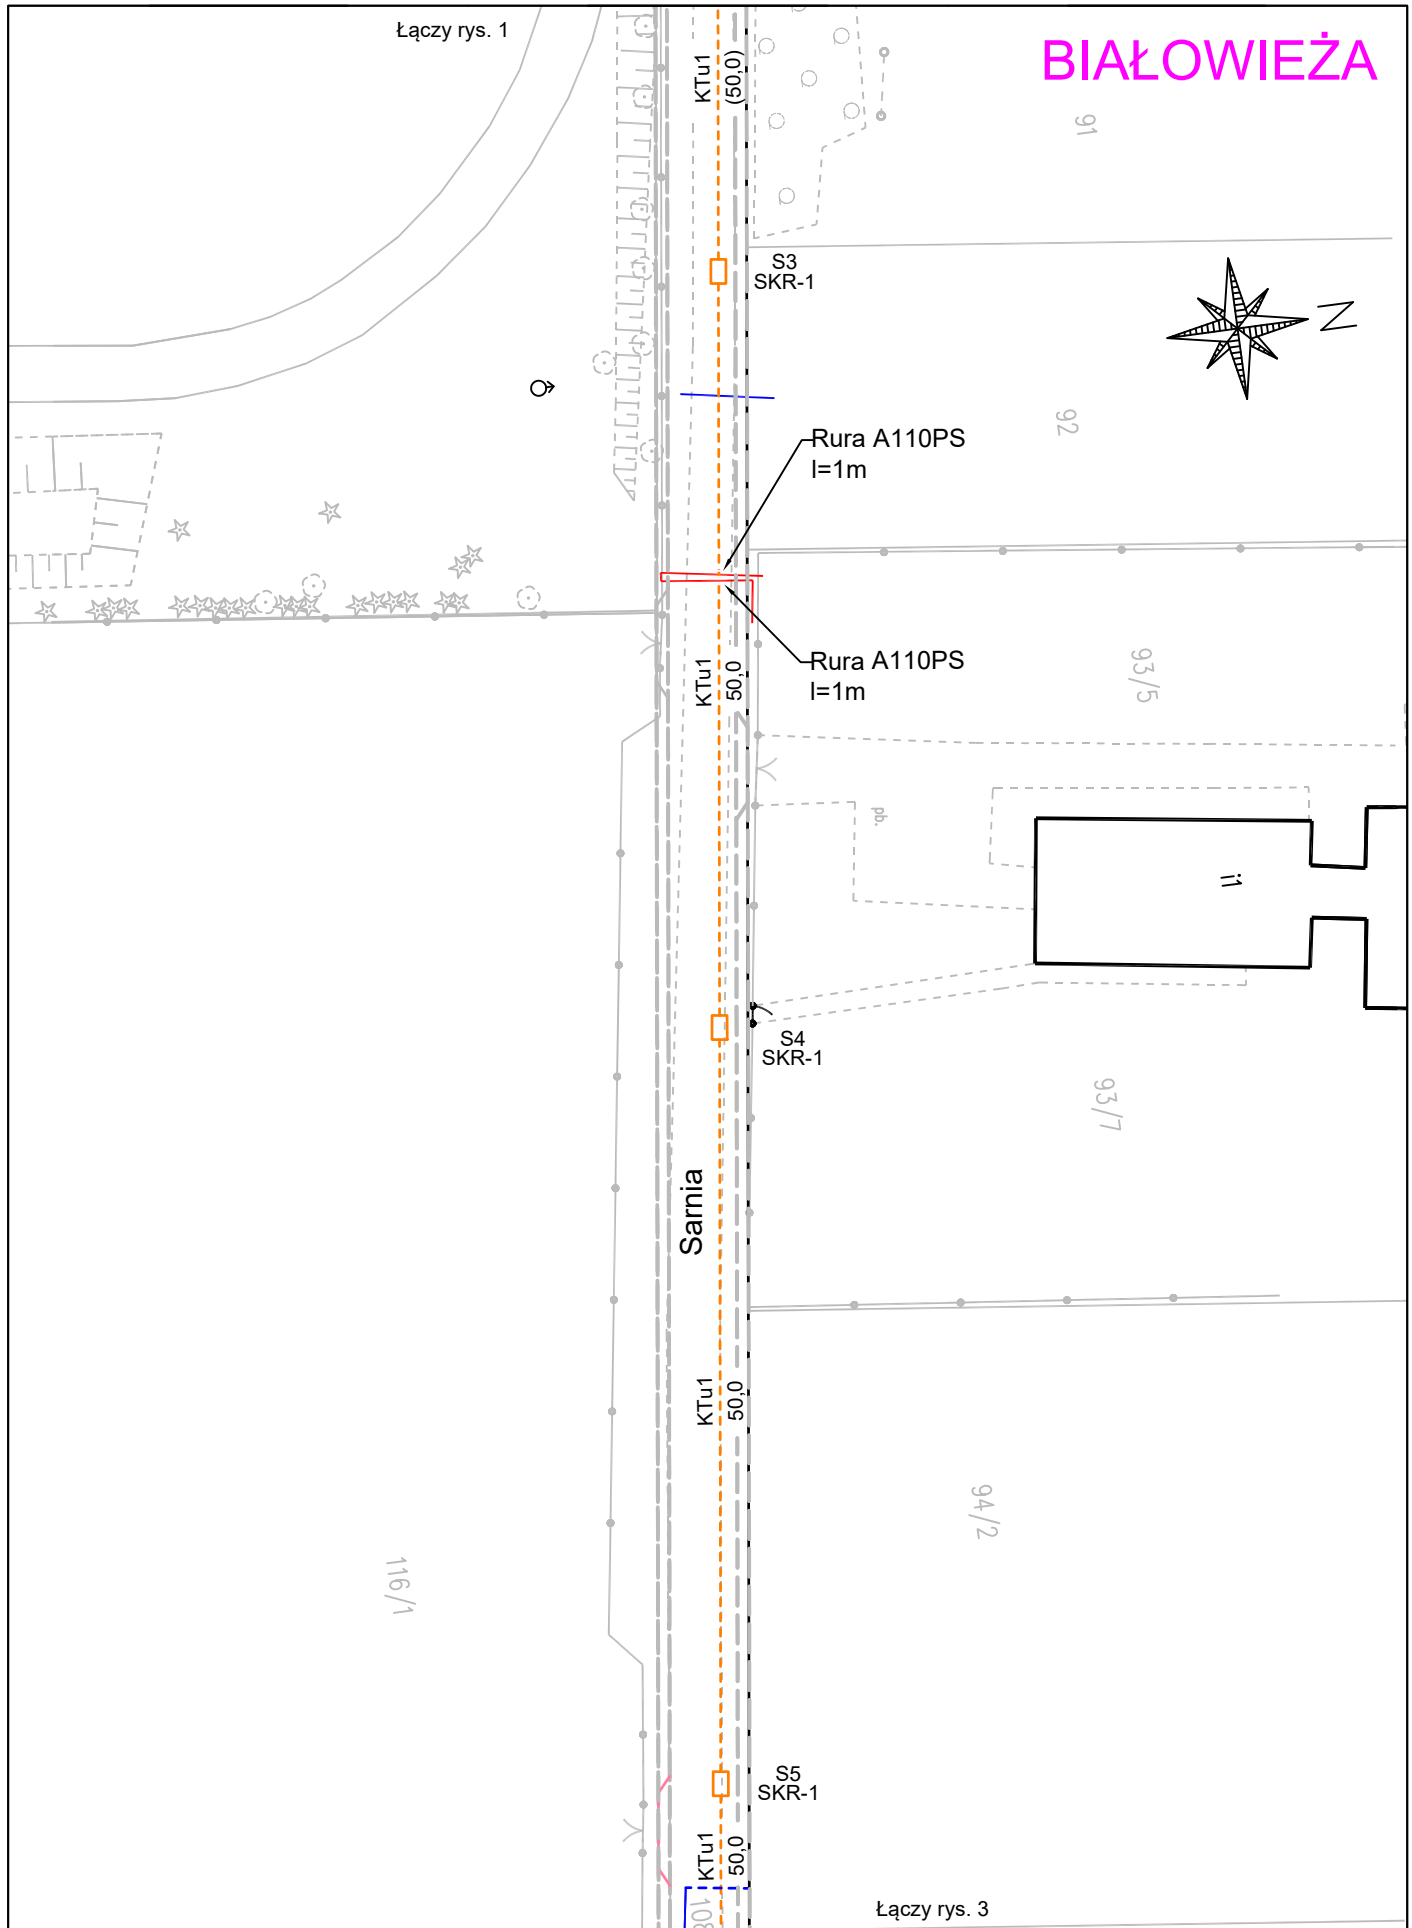 Łączy rys. 1
BIAŁOWIEŻA
KTu1
(50,0)
91
S3
SKR-1
N
92
Rura A110PS
l=1m
Rura A110PS
l=1m
KTu1
50,0
93/5
pb.
i1
S4
SKR-1
93/7
Sarnia
KTu1
50,0
94/2
116/1
S5
SKR-1
KTu1
50,0
108
Łączy rys. 3